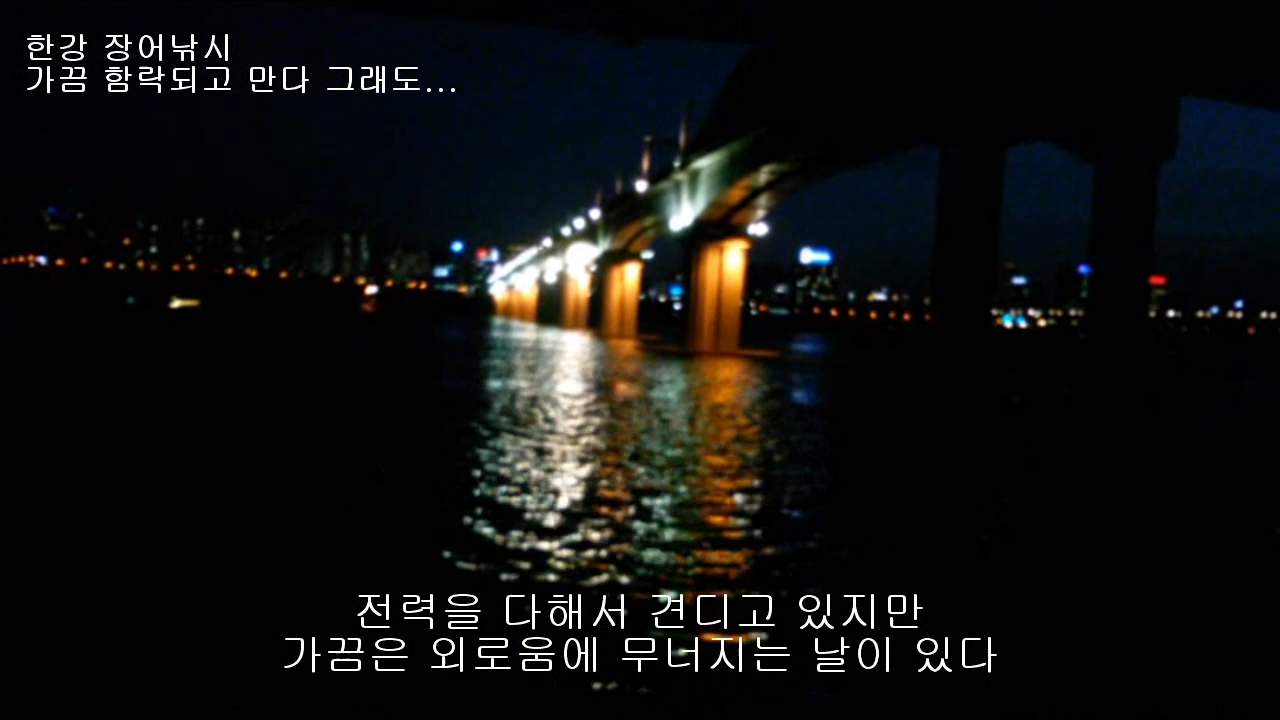 한강 장어낚시
가끔 함락되고 만다 그래도...
전력을 다해서 견디고 있지만
가끔은 외로움에 무너지는 날이 있다